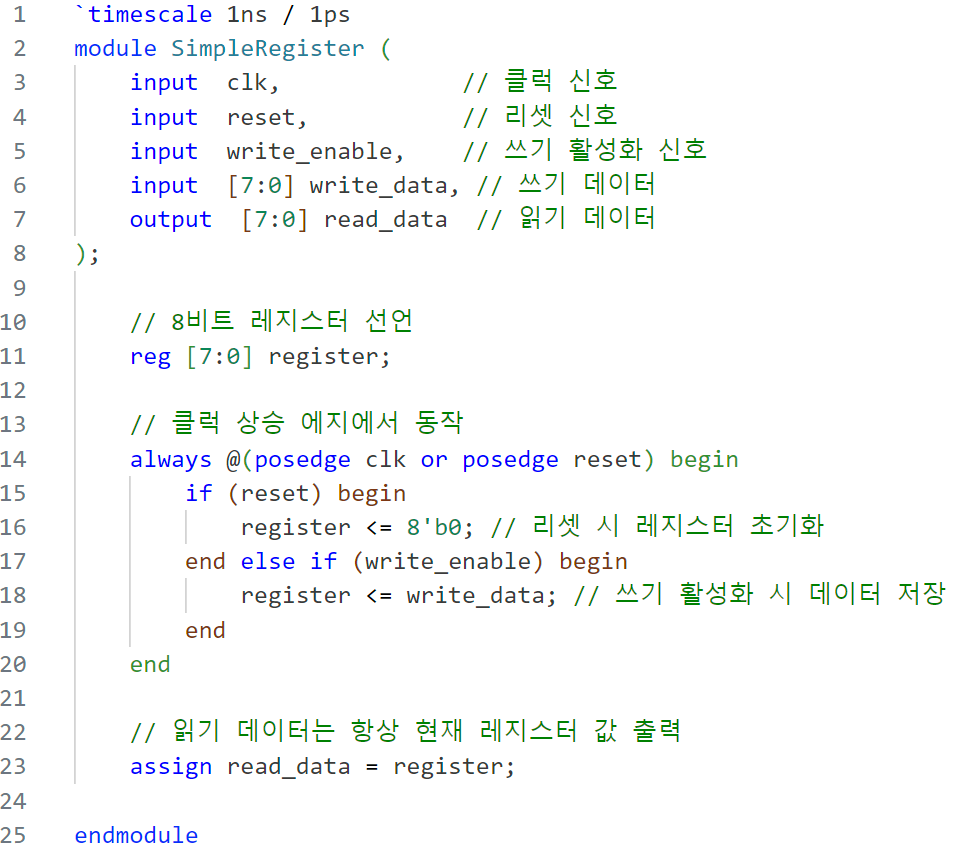 1 `timescale 1ns / 1ps
2 module SimpleRegister (
3     input  clk,             // 클럭 신호
4     input  reset,           // 리셋 신호
5     input  write_enable,    // 쓰기 활성화 신호
6     input  [7:0] write_data, // 쓰기 데이터
7     output  [7:0] read_data  // 읽기 데이터
8 );
9
10     // 8비트 레지스터 선언
11     reg [7:0] register;
12
13     // 클럭 상승 에지에서 동작
14     always @(posedge clk or posedge reset) begin
15         if (reset) begin
16             register <= 8'b0; // 리셋 시 레지스터 초기화
17         end else if (write_enable) begin
18             register <= write_data; // 쓰기 활성화 시 데이터 저장
19         end
20     end
21
22     // 읽기 데이터는 항상 현재 레지스터 값 출력
23     assign read_data = register;
24
25 endmodule